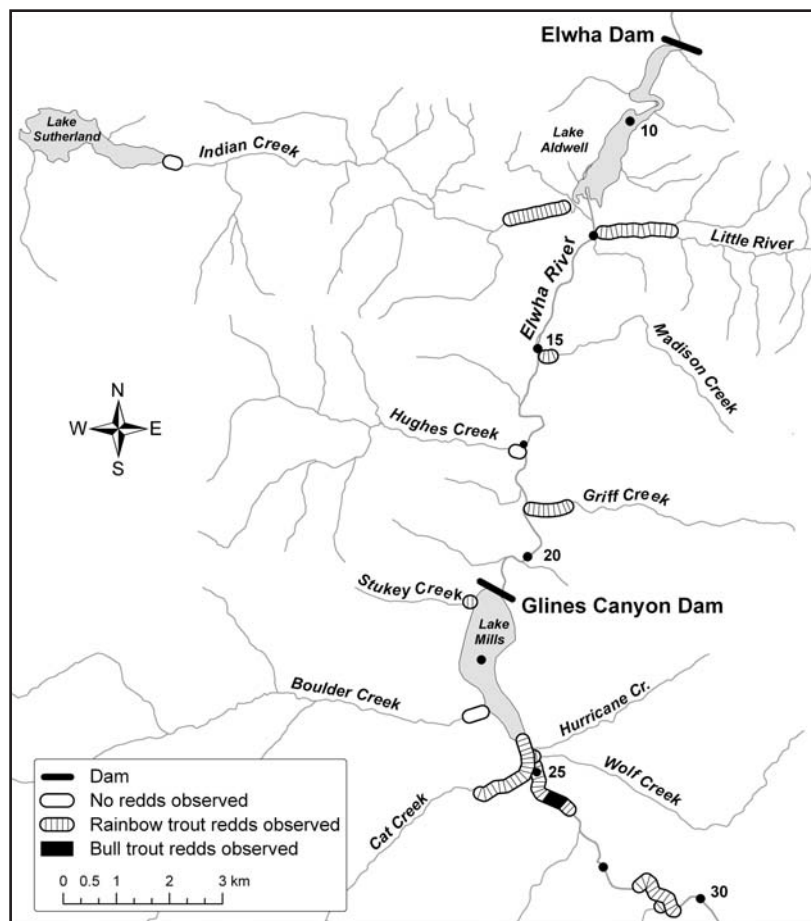 Elwha Dam
Lake
Sutherland
Indian Creek
Lake
Aldwell
10
Little River
Elwha River
15
Madison Creek
N
W E
S
Hughes Creek
Griff Creek
20
Stukey Creek
Glines Canyon Dam
Lake
Mills
Boulder Creek
Hurricane Cr.
25
Wolf Creek
Cat Creek
30
Dam
No redds observed
Rainbow trout redds observed
Bull trout redds observed
0 0.5 1 2 3 km